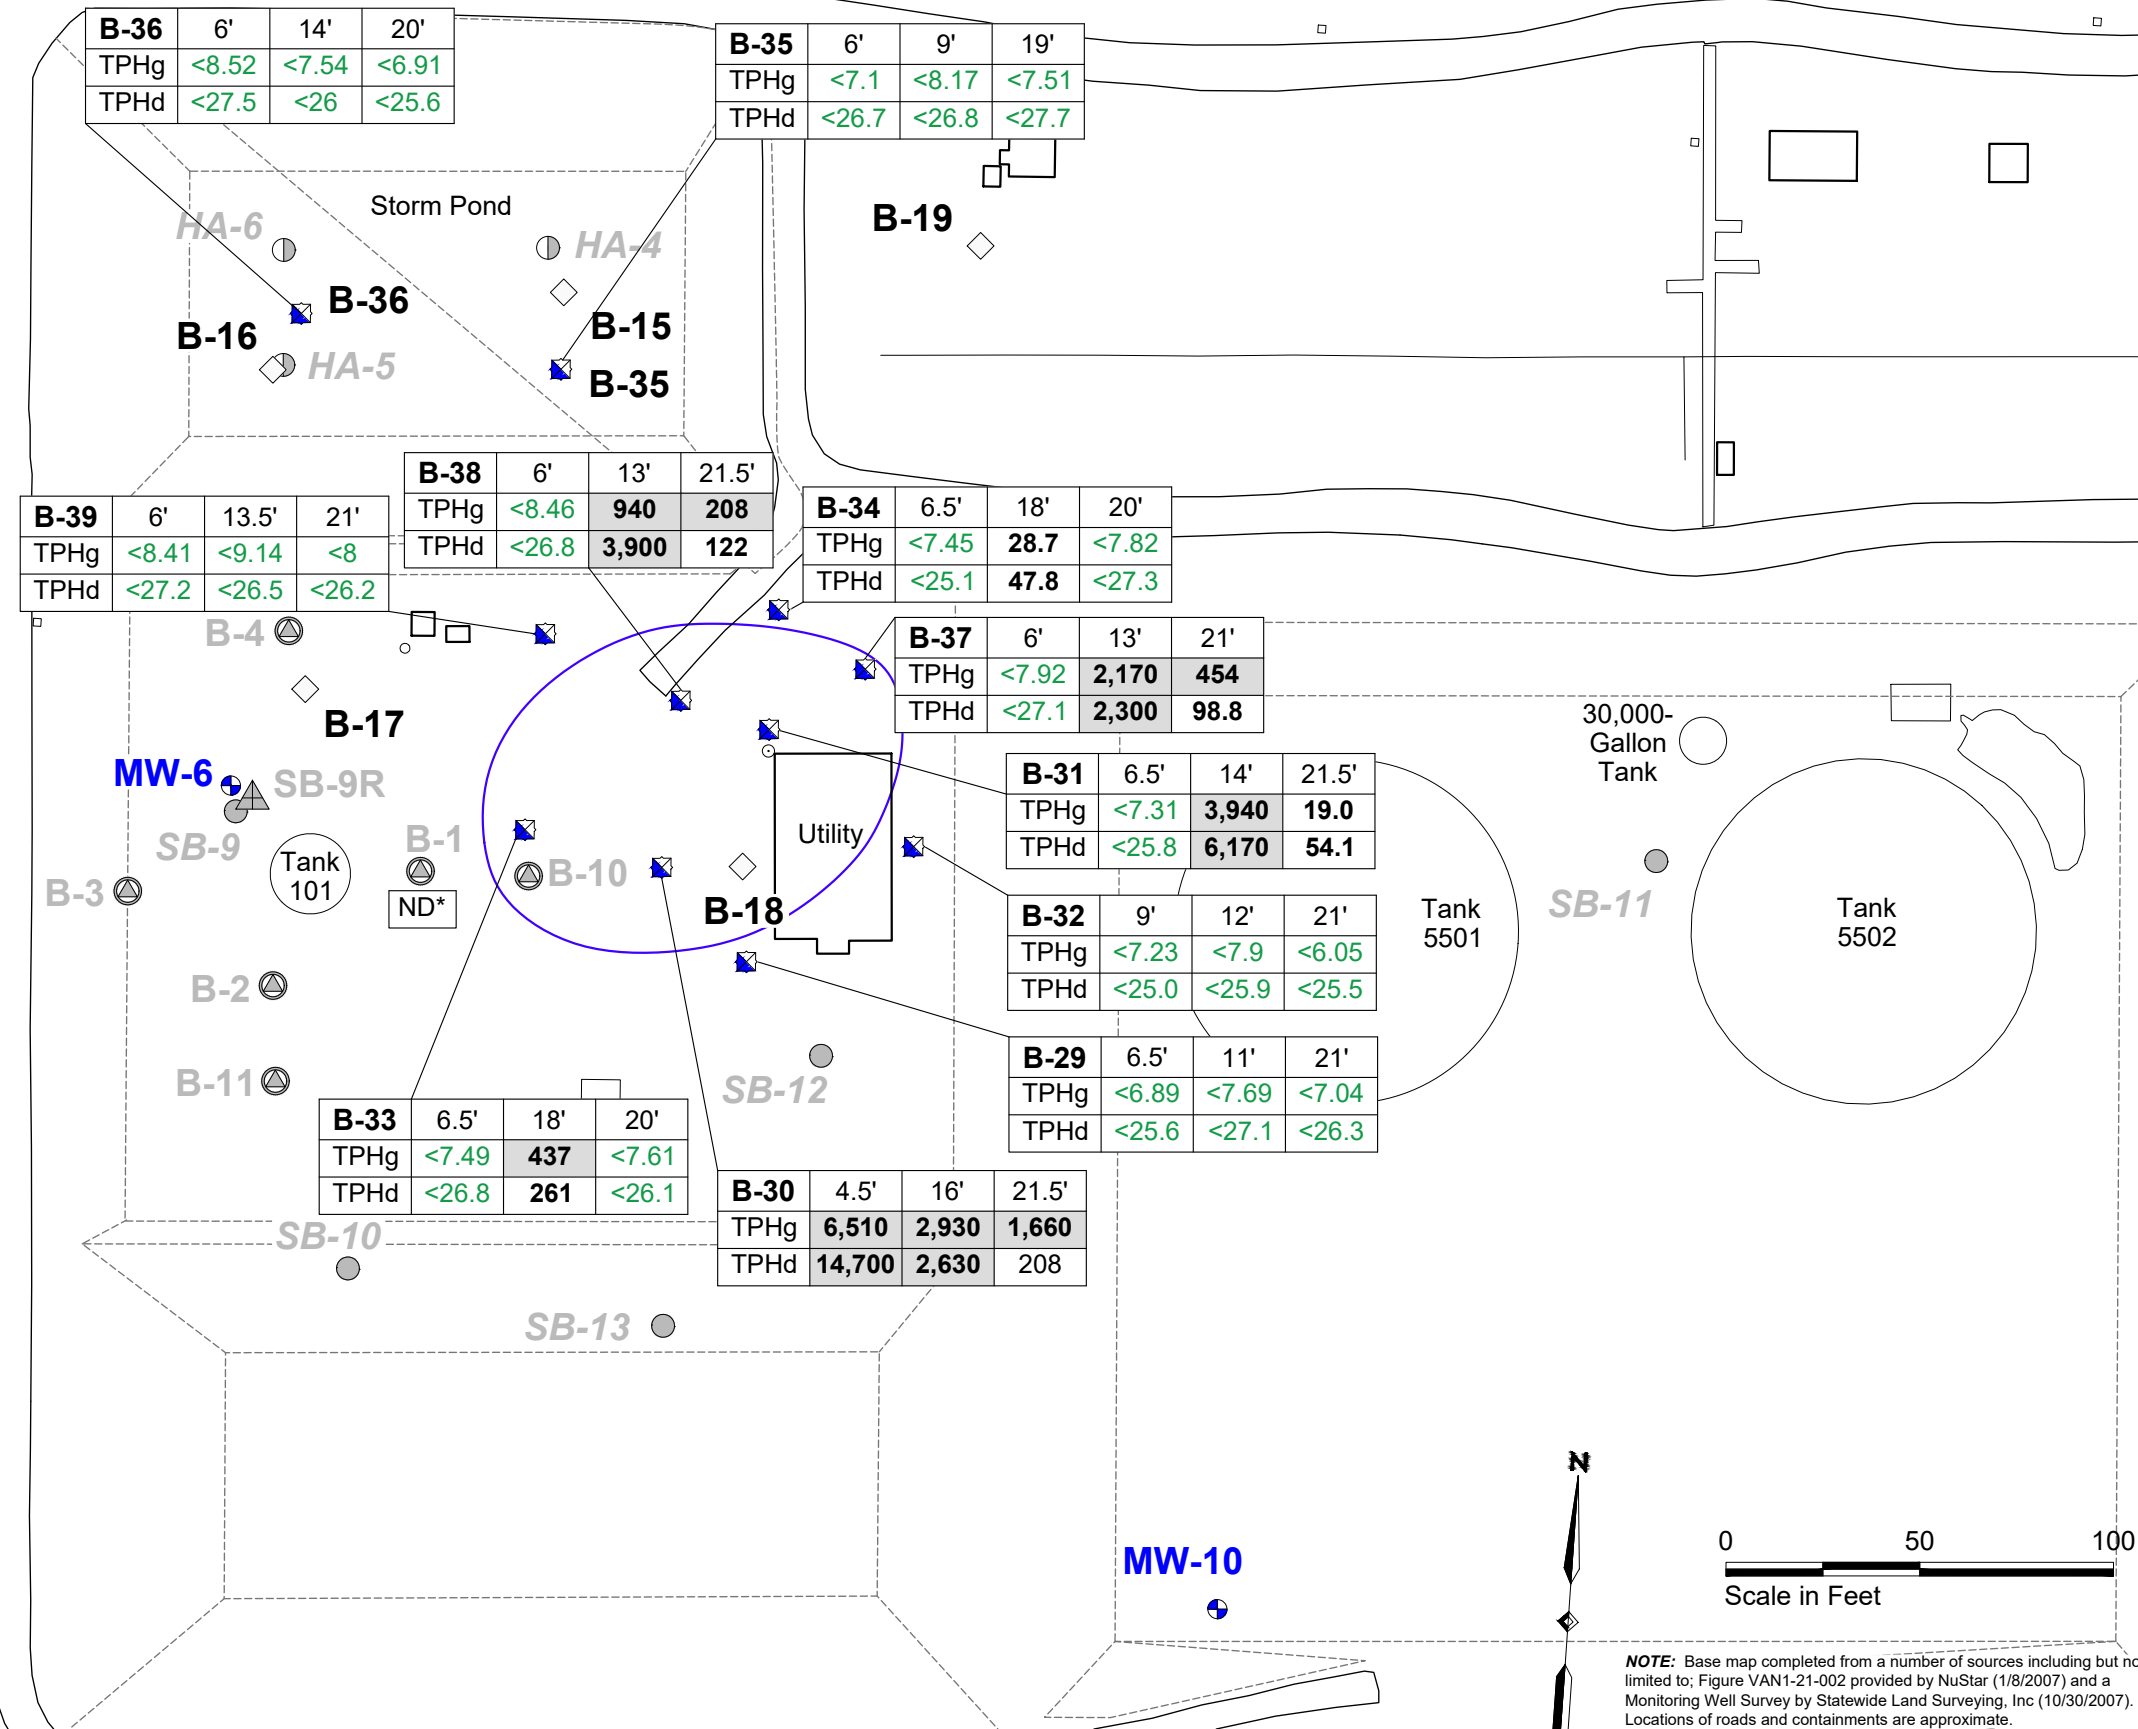 B-36 6' 14' 20'
TPHg <8.52 <7.54 <6.91
TPHd <27.5 <26 <25.6
B-35 6' 9' 19'
TPHg <7.1 <8.17 <7.51
TPHd <26.7 <26.8 <27.7
Storm Pond
HA-6
HA-4
B-19
B-36
B-15
B-16
HA-5
B-35
B-38 6' 13' 21.5'
TPHg <8.46 940 208
TPHd <26.8 3,900 122
B-39 6' 13.5' 21'
TPHg <8.41 <9.14 <8
TPHd <27.2 <26.5 <26.2
B-34 6.5' 18' 20'
TPHg <7.45 28.7 <7.82
TPHd <25.1 47.8 <27.3
B-4
B-37 6' 13' 21'
TPHg <7.92 2,170 454
TPHd <27.1 2,300 98.8
B-17
30,000-
Gallon
Tank
MW-6
SB-9R
SB-9
B-31 6.5' 14' 21.5'
TPHg <7.31 3,940 19.0
TPHd <25.8 6,170 54.1
Utility
B-1
Tank
101
B-10
B-3
ND*
B-18
B-32 9' 12' 21'
TPHg <7.23 <7.9 <6.05
TPHd <25.0 <25.9 <25.5
Tank
5501
SB-11
Tank
5502
B-2
B-29 6.5' 11' 21'
TPHg <6.89 <7.69 <7.04
TPHd <25.6 <27.1 <26.3
B-11
SB-12
B-33 6.5' 18' 20'
TPHg <7.49 437 <7.61
TPHd <26.8 261 <26.1
B-30 4.5' 16' 21.5'
TPHg 6,510 2,930 1,660
TPHd 14,700 2,630 208
SB-10
SB-13
N
MW-10
0 50 100
Scale in Feet
NOTE: Base map completed from a number of sources including but no
limited to; Figure VAN1-21-002 provided by NuStar (1/8/2007) and a
Monitoring Well Survey by Statewide Land Surveying, Inc (10/30/2007).
Locations of roads and containments are approximate.